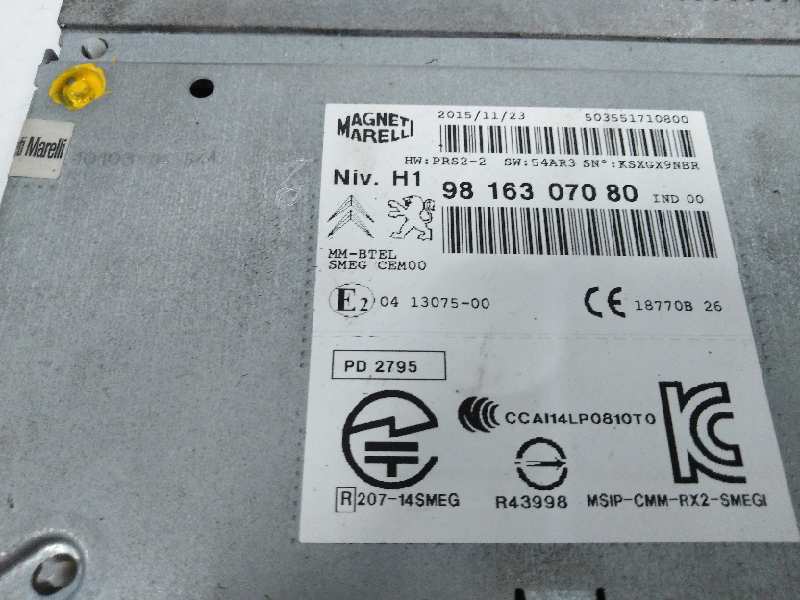 MAGNETI MARELLI
2015/11/23 503551710800
HW:PRS2-2 SW:54AR3 SN°:KSXGX9NBR
Niv. H1 98 163 070 80 IND 00
MM-BTEL
SMEG CEM00
E2 04 13075-00 CE 18770B 26
PD 2795
CCAI14LP0810T0
R 207-14SMEG R43998 MSIP-CMM-RX2-SMEGI
ti Marelli